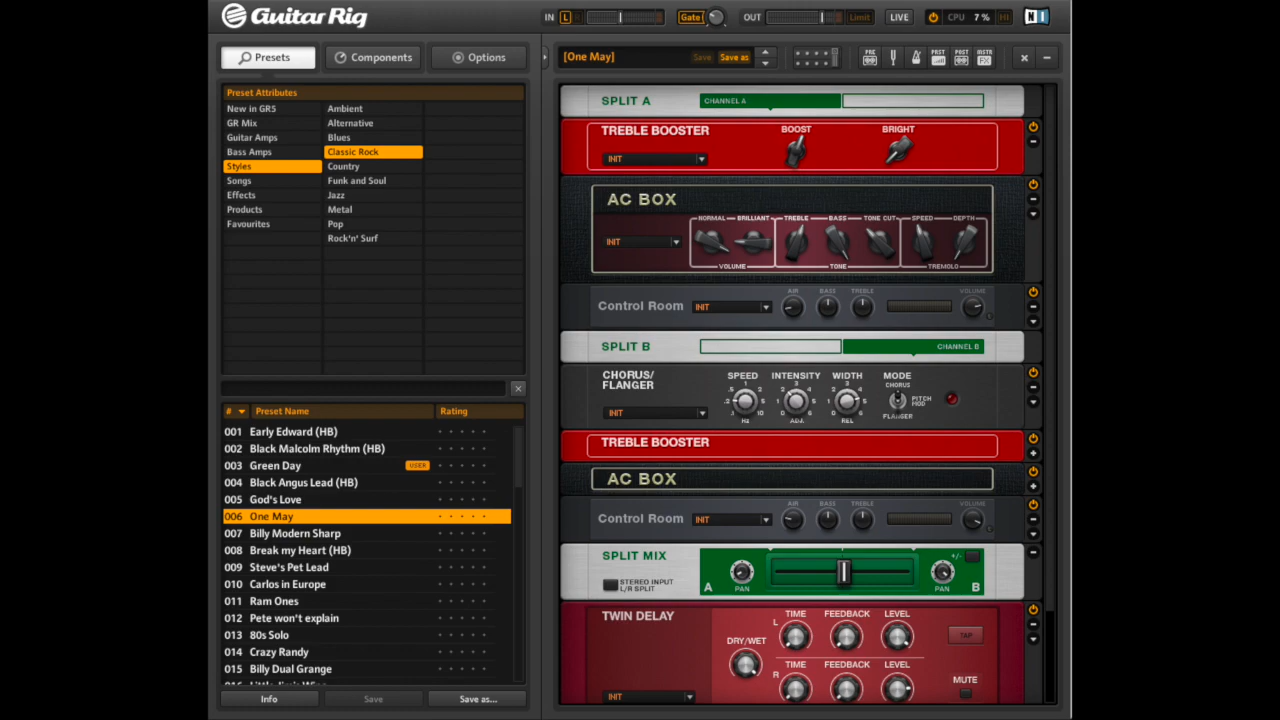 Guitar Rig
IN L R Gate OUT Limit LIVE CPU 7 % HI
Presets Components Options
[One May] Save Save as PRE PRST POST MSTR FX
Preset Attributes
New in GR5 Ambient
GR Mix Alternative
Guitar Amps Blues
Bass Amps Classic Rock
Styles Country
Songs Funk and Soul
Effects Jazz
Products Metal
Favourites Pop
Rock'n' Surf
# Preset Name Rating
001 Early Edward (HB)
002 Black Malcolm Rhythm (HB)
003 Green Day USER
004 Black Angus Lead (HB)
005 God's Love
006 One May
007 Billy Modern Sharp
008 Break my Heart (HB)
009 Steve's Pet Lead
010 Carlos in Europe
011 Ram Ones
012 Pete won't explain
013 80s Solo
014 Crazy Randy
015 Billy Dual Grange
Info Save Save as...
SPLIT A CHANNEL A
TREBLE BOOSTER BOOST BRIGHT
INIT
AC BOX
NORMAL BRILLIANT TREBLE BASS TONE CUT SPEED DEPTH
INIT
VOLUME TONE TREMOLO
AIR BASS TREBLE VOLUME
Control Room INIT
SPLIT B CHANNEL B
CHORUS/
FLANGER
SPEED INTENSITY WIDTH MODE
CHORUS
PITCH
MOD
FLANGER
INIT
Hz ADJ. REL
TREBLE BOOSTER
AC BOX
AIR BASS TREBLE VOLUME
Control Room INIT
SPLIT MIX +/-
STEREO INPUT
L/R SPLIT
A PAN PAN B
TWIN DELAY
TIME FEEDBACK LEVEL
L
DRY/WET TAP
TIME FEEDBACK LEVEL
R MUTE
INIT